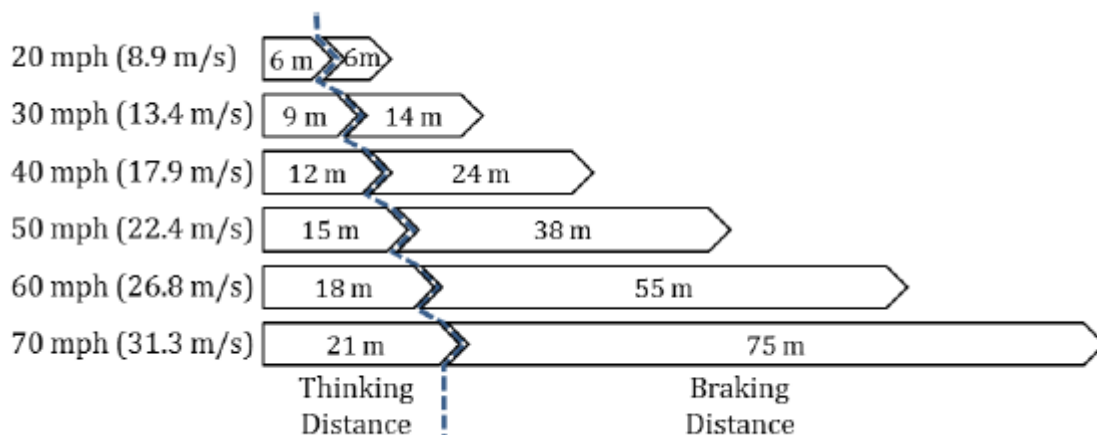 20 mph (8.9 m/s) 6 m 6m
30 mph (13.4 m/s) 9 m 14 m
40 mph (17.9 m/s) 12 m 24 m
50 mph (22.4 m/s) 15 m 38 m
60 mph (26.8 m/s) 18 m 55 m
70 mph (31.3 m/s) 21 m 75 m
Thinking Braking
Distance Distance